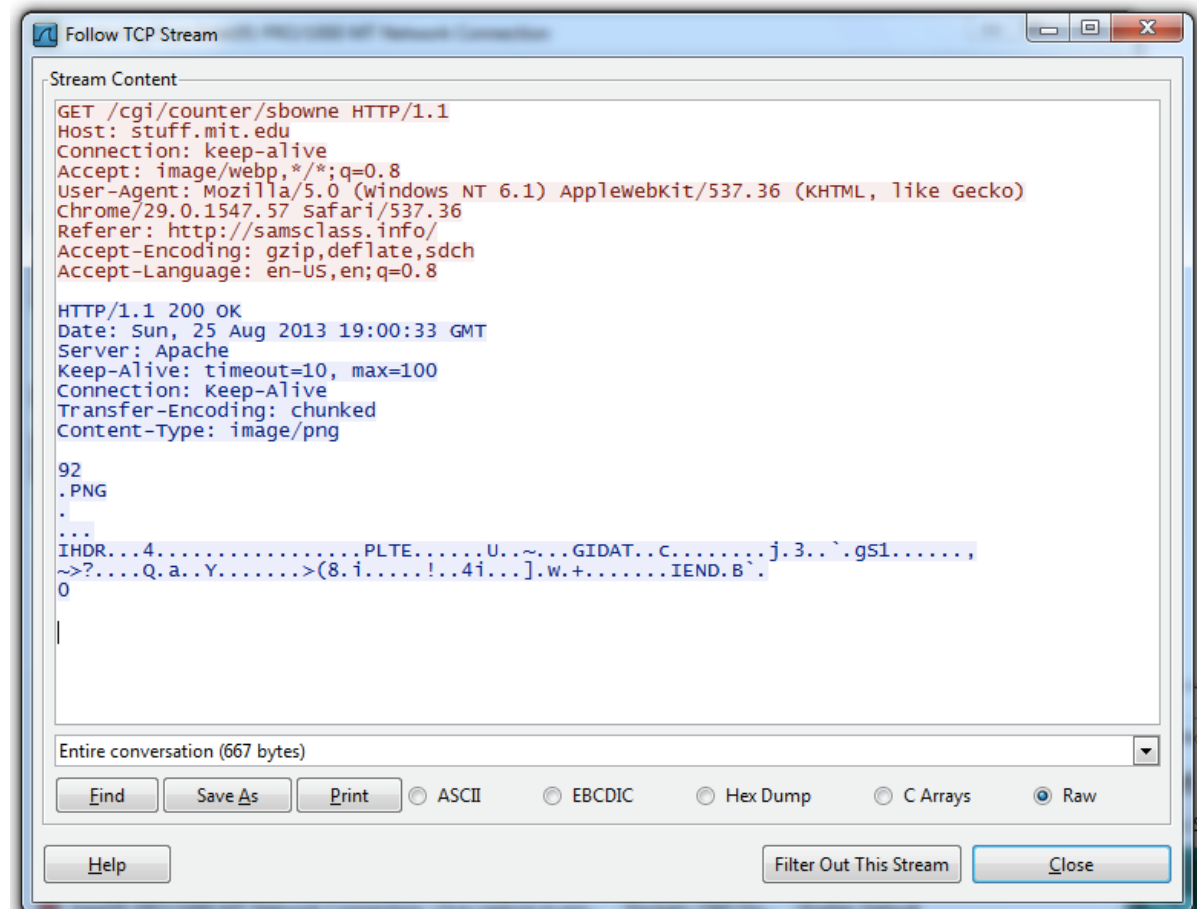 Follow TCP Stream
Stream Content
GET /cgi/counter/sbowne HTTP/1.1
Host: stuff.mit.edu
Connection: keep-alive
Accept: image/webp,*/*;q=0.8
User-Agent: Mozilla/5.0 (Windows NT 6.1) AppleWebKit/537.36 (KHTML, like Gecko)
Chrome/29.0.1547.57 Safari/537.36
Referer: http://samsclass.info/
Accept-Encoding: gzip,deflate,sdch
Accept-Language: en-US,en;q=0.8
HTTP/1.1 200 OK
Date: Sun, 25 Aug 2013 19:00:33 GMT
Server: Apache
Keep-Alive: timeout=10, max=100
Connection: Keep-Alive
Transfer-Encoding: chunked
Content-Type: image/png
92
.PNG
.
...
IHDR...4.................PLTE......U..~...GIDAT..c........j.3..`.gS1......,
~>?....Q.a..Y.......>(8.i.....!..4i...].w.+.......IEND.B`.
0
Entire conversation (667 bytes)
Find Save As Print ASCII EBCDIC Hex Dump C Arrays Raw
Help Filter Out This Stream Close